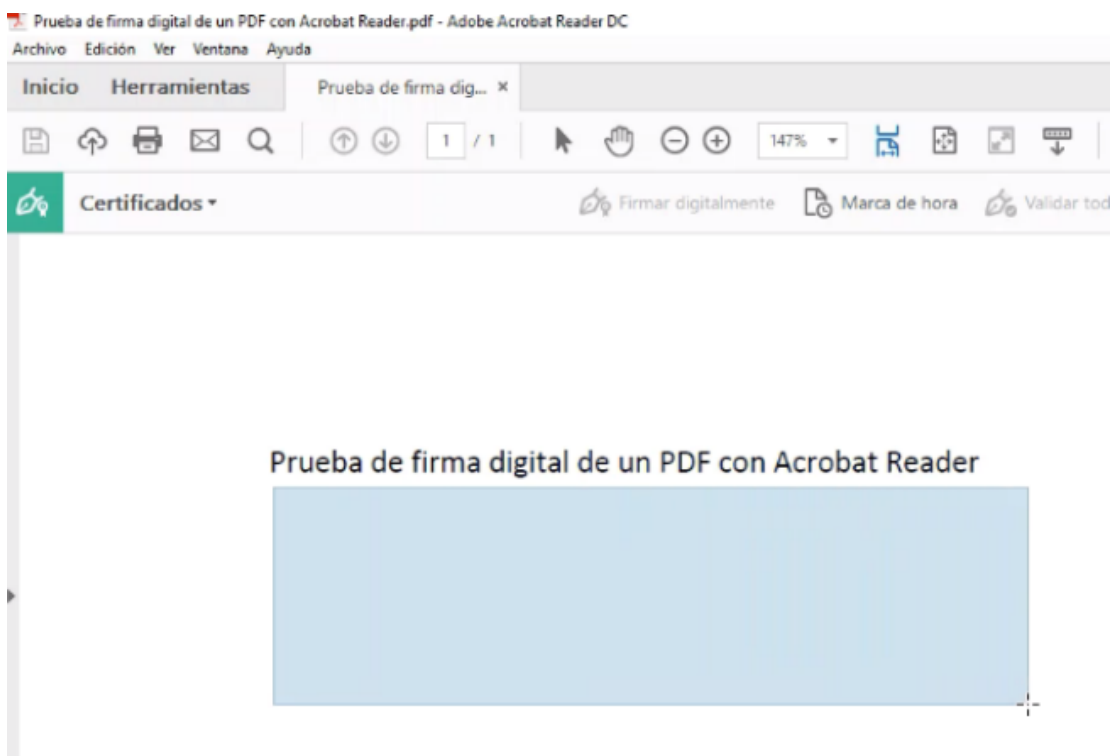 Prueba de firma digital de un PDF con Acrobat Reader.pdf - Adobe Acrobat Reader DC
Archivo Edición Ver Ventana Ayuda
Inicio Herramientas Prueba de firma dig... ×
1 / 1 147%
Certificados Firmar digitalmente Marca de hora Validar tod
Prueba de firma digital de un PDF con Acrobat Reader